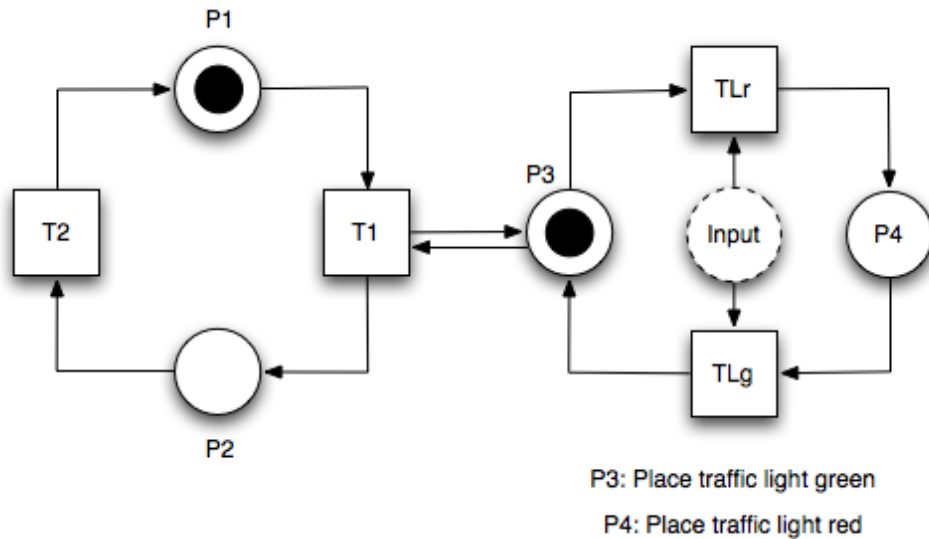 P1
TLr
P3
T2
T1
Input
P4
TLg
P2
P3: Place traffic light green
P4: Place traffic light red